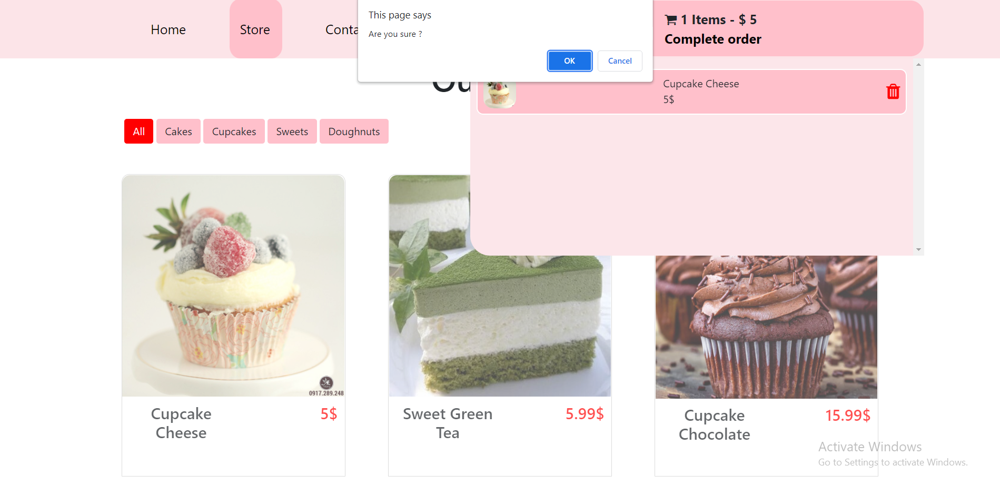 Home
Store
This page says
Are you sure ?
OK
Cancel
1 Items - $ 5
Complete order
Cupcake Cheese
5$
All
Cakes
Cupcakes
Sweets
Doughnuts
0917.289.248
Cupcake
Cheese
5$
Sweet Green
Tea
5.99$
Cupcake
Chocolate
15.99$
Activate Windows
Go to Settings to activate Windows.